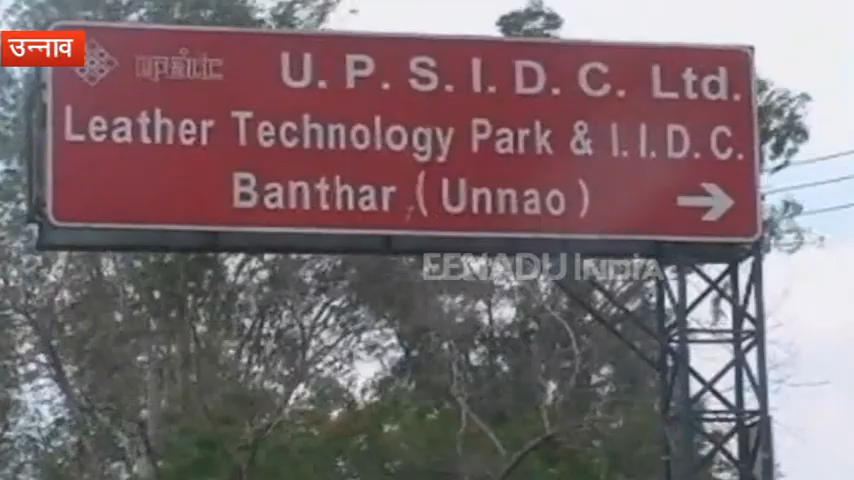 उन्नाव
upsidc U. P. S. I. D. C. Ltd.
Leather Technology Park & I. I. D. C.
Banthar ( Unnao )
EENADU INDIA